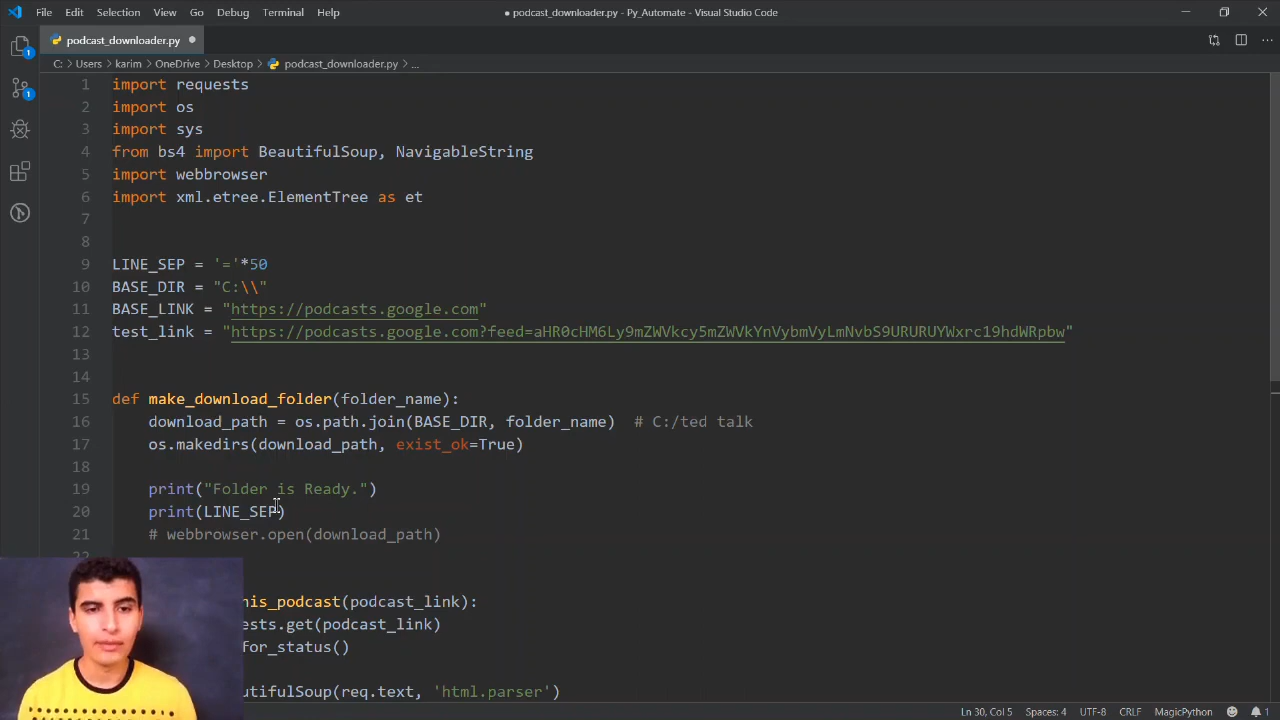 File Edit Selection View Go Debug Terminal Help
● podcast_downloader.py - Py_Automate - Visual Studio Code
podcast_downloader.py ●
C: > Users > karim > OneDrive > Desktop > podcast_downloader.py > ...
1 import requests
2 import os
3 import sys
4 from bs4 import BeautifulSoup, NavigableString
5 import webbrowser
6 import xml.etree.ElementTree as et
7
8
9 LINE_SEP = '='*50
10 BASE_DIR = "C:\\"
11 BASE_LINK = "https://podcasts.google.com"
12 test_link = "https://podcasts.google.com?feed=aHR0cHM6Ly9mZWVkcy5mZWVkYnVybmVyLmNvbS9URURUYWxrc19hdWRpbw"
13
14
15 def make_download_folder(folder_name):
16 download_path = os.path.join(BASE_DIR, folder_name) # C:/ted talk
17 os.makedirs(download_path, exist_ok=True)
18
19 print("Folder is Ready.")
20 print(LINE_SEP)
21 # webbrowser.open(download_path)
22
his_podcast(podcast_link):
ests.get(podcast_link)
for_status()
utifulSoup(req.text, 'html.parser')
Ln 30, Col 5 Spaces: 4 UTF-8 CRLF MagicPython 1